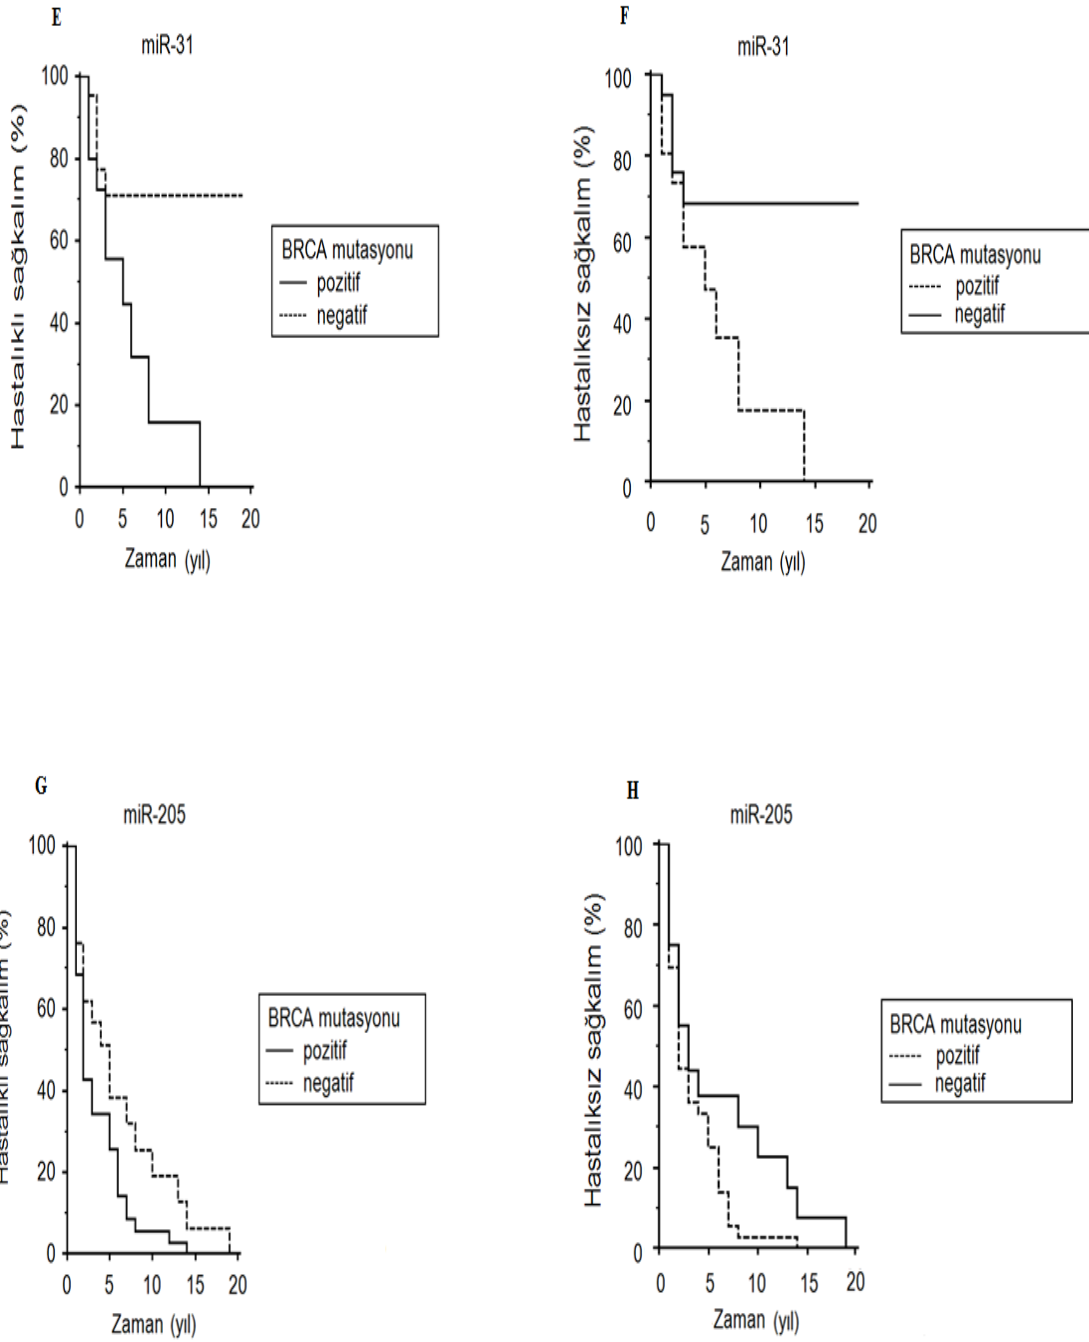 E
miR-31
Hastalıklı sağkalım (%)
100
80
60
40
20
0
0 5 10 15 20
Zaman (yıl)
BRCA mutasyonu
pozitif
negatif
F
miR-31
Hastalıksız sağkalım (%)
100
80
60
40
20
0
0 5 10 15 20
Zaman (yıl)
BRCA mutasyonu
pozitif
negatif
G
miR-205
Hastalıklı sağkalım (%)
100
80
60
40
20
0
0 5 10 15 20
Zaman (yıl)
BRCA mutasyonu
pozitif
negatif
H
miR-205
Hastalıksız sağkalım (%)
100
80
60
40
20
0
0 5 10 15 20
Zaman (yıl)
BRCA mutasyonu
pozitif
negatif